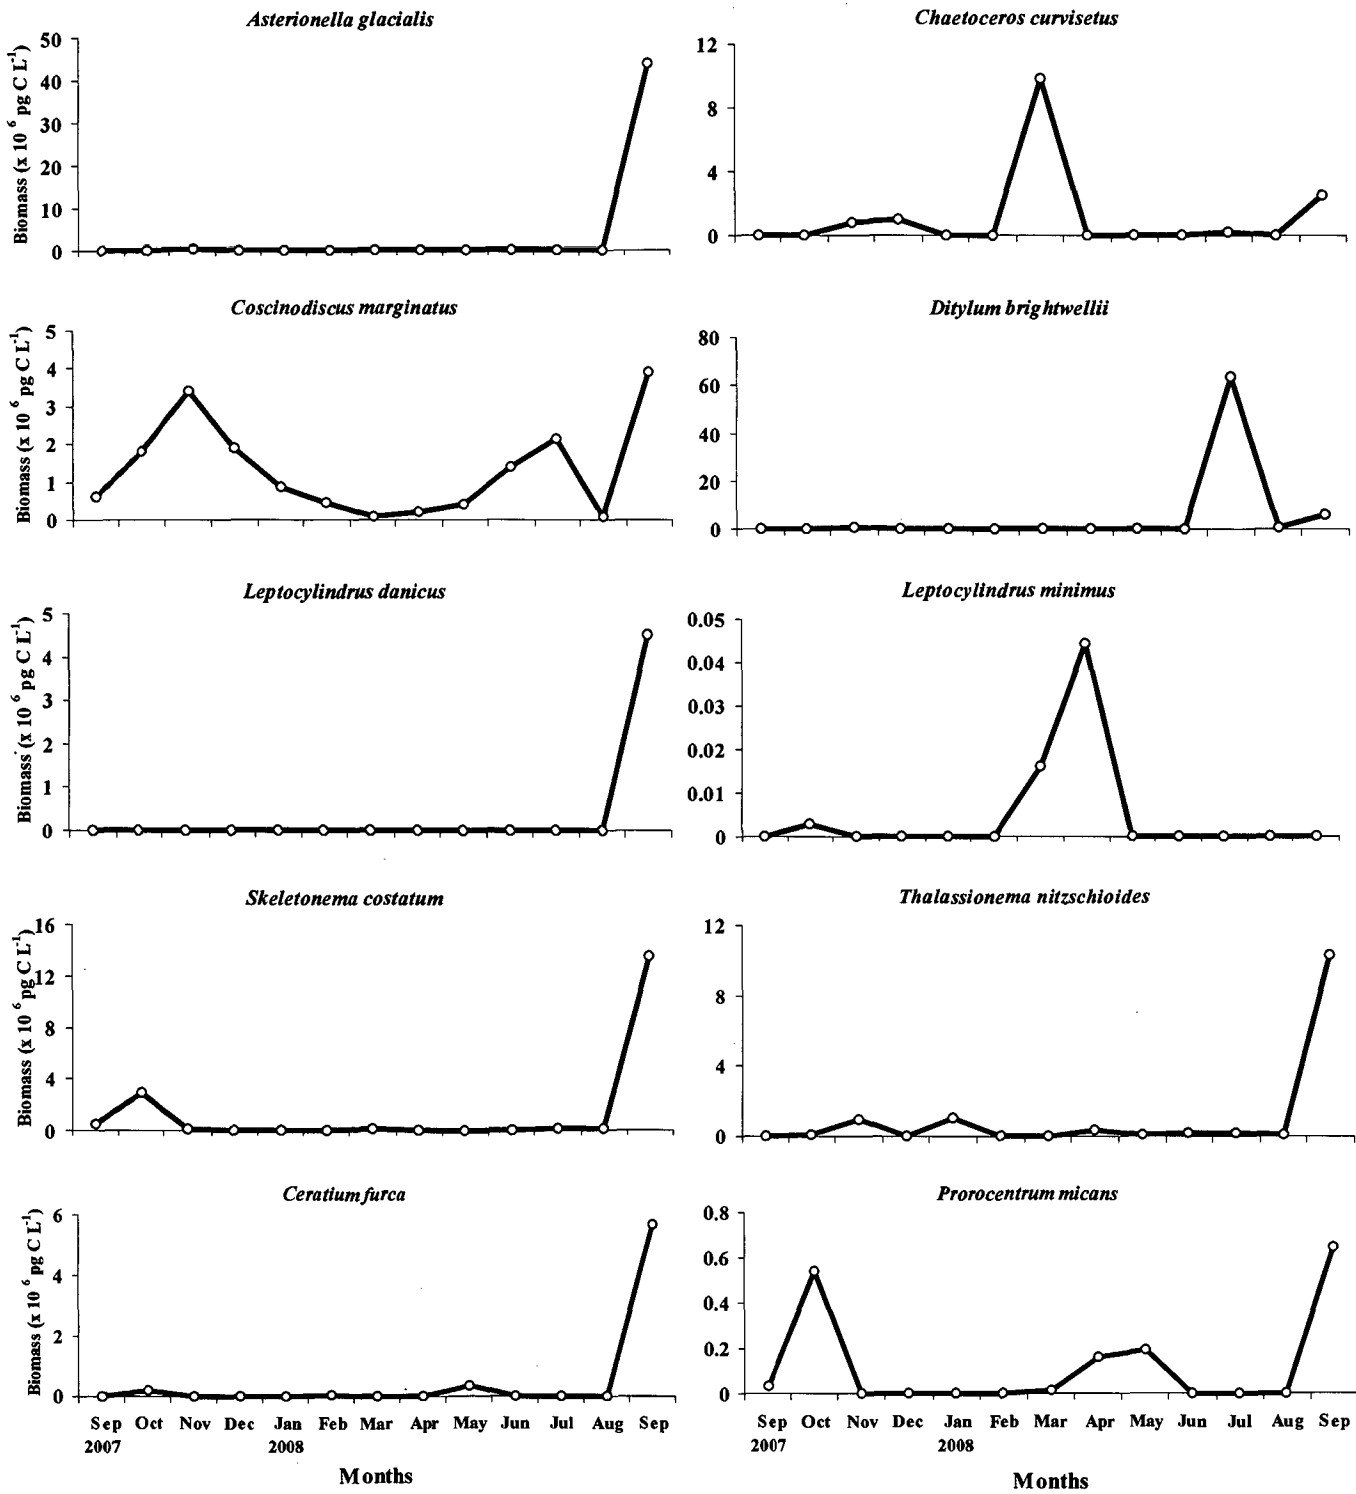 Asterionella glacialis
Biomass (x 10 6 pg C L-1)
50
40
30
20
10
0
Chaetoceros curvisetus
12
8
4
0
Coscinodiscus marginatus
Biomass (x 10 6 pg C L-1)
5
4
3
2
1
0
Ditylum brightwellii
80
60
40
20
0
Leptocylindrus danicus
Biomass (x 10 6 pg C L-1)
5
4
3
2
1
0
Leptocylindrus minimus
0.05
0.04
0.03
0.02
0.01
0
Skeletonema costatum
Biomass (x 10 6 pg C L-1)
16
12
8
4
0
Thalassionema nitzschioides
12
8
4
0
Ceratium furca
Biomass (x 10 6 pg C L-1)
6
4
2
0
Sep Oct Nov Dec Jan Feb Mar Apr May Jun Jul Aug Sep
2007 2008
Months
Prorocentrum micans
0.8
0.6
0.4
0.2
0
Sep Oct Nov Dec Jan Feb Mar Apr May Jun Jul Aug Sep
2007 2008
Months